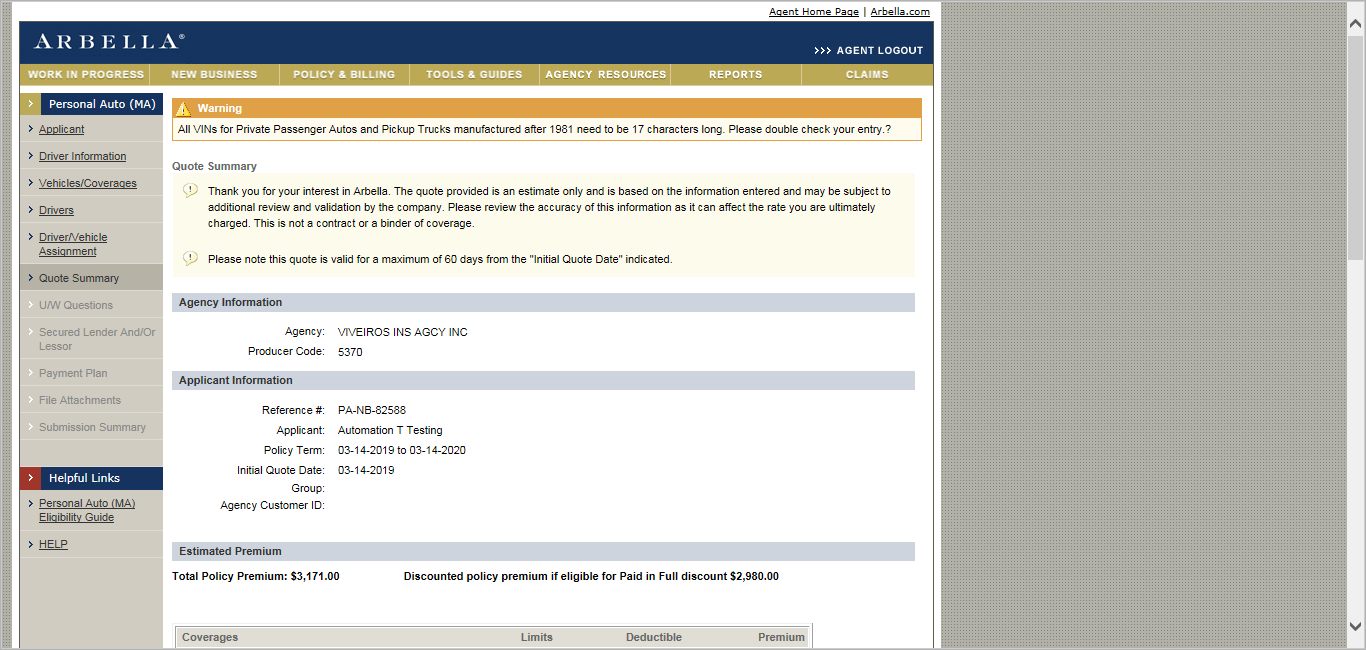 Agent Home Page | Arbella.com
ARBELLA®
>>> AGENT LOGOUT
WORK IN PROGRESS NEW BUSINESS POLICY & BILLING TOOLS & GUIDES AGENCY RESOURCES REPORTS CLAIMS
Personal Auto (MA)
Applicant
Driver Information
Vehicles/Coverages
Drivers
Driver/Vehicle
Assignment
Quote Summary
U/W Questions
Secured Lender And/Or
Lessor
Payment Plan
File Attachments
Submission Summary
Helpful Links
Personal Auto (MA)
Eligibility Guide
HELP
Warning
All VINs for Private Passenger Autos and Pickup Trucks manufactured after 1981 need to be 17 characters long. Please double check your entry.?
Quote Summary
Thank you for your interest in Arbella. The quote provided is an estimate only and is based on the information entered and may be subject to
additional review and validation by the company. Please review the accuracy of this information as it can affect the rate you are ultimately
charged. This is not a contract or a binder of coverage.
Please note this quote is valid for a maximum of 60 days from the "Initial Quote Date" indicated.
Agency Information
Agency: VIVEIROS INS AGCY INC
Producer Code: 5370
Applicant Information
Reference #: PA-NB-82588
Applicant: Automation T Testing
Policy Term: 03-14-2019 to 03-14-2020
Initial Quote Date: 03-14-2019
Group:
Agency Customer ID:
Estimated Premium
Total Policy Premium: $3,171.00 Discounted policy premium if eligible for Paid in Full discount $2,980.00
Coverages Limits Deductible Premium